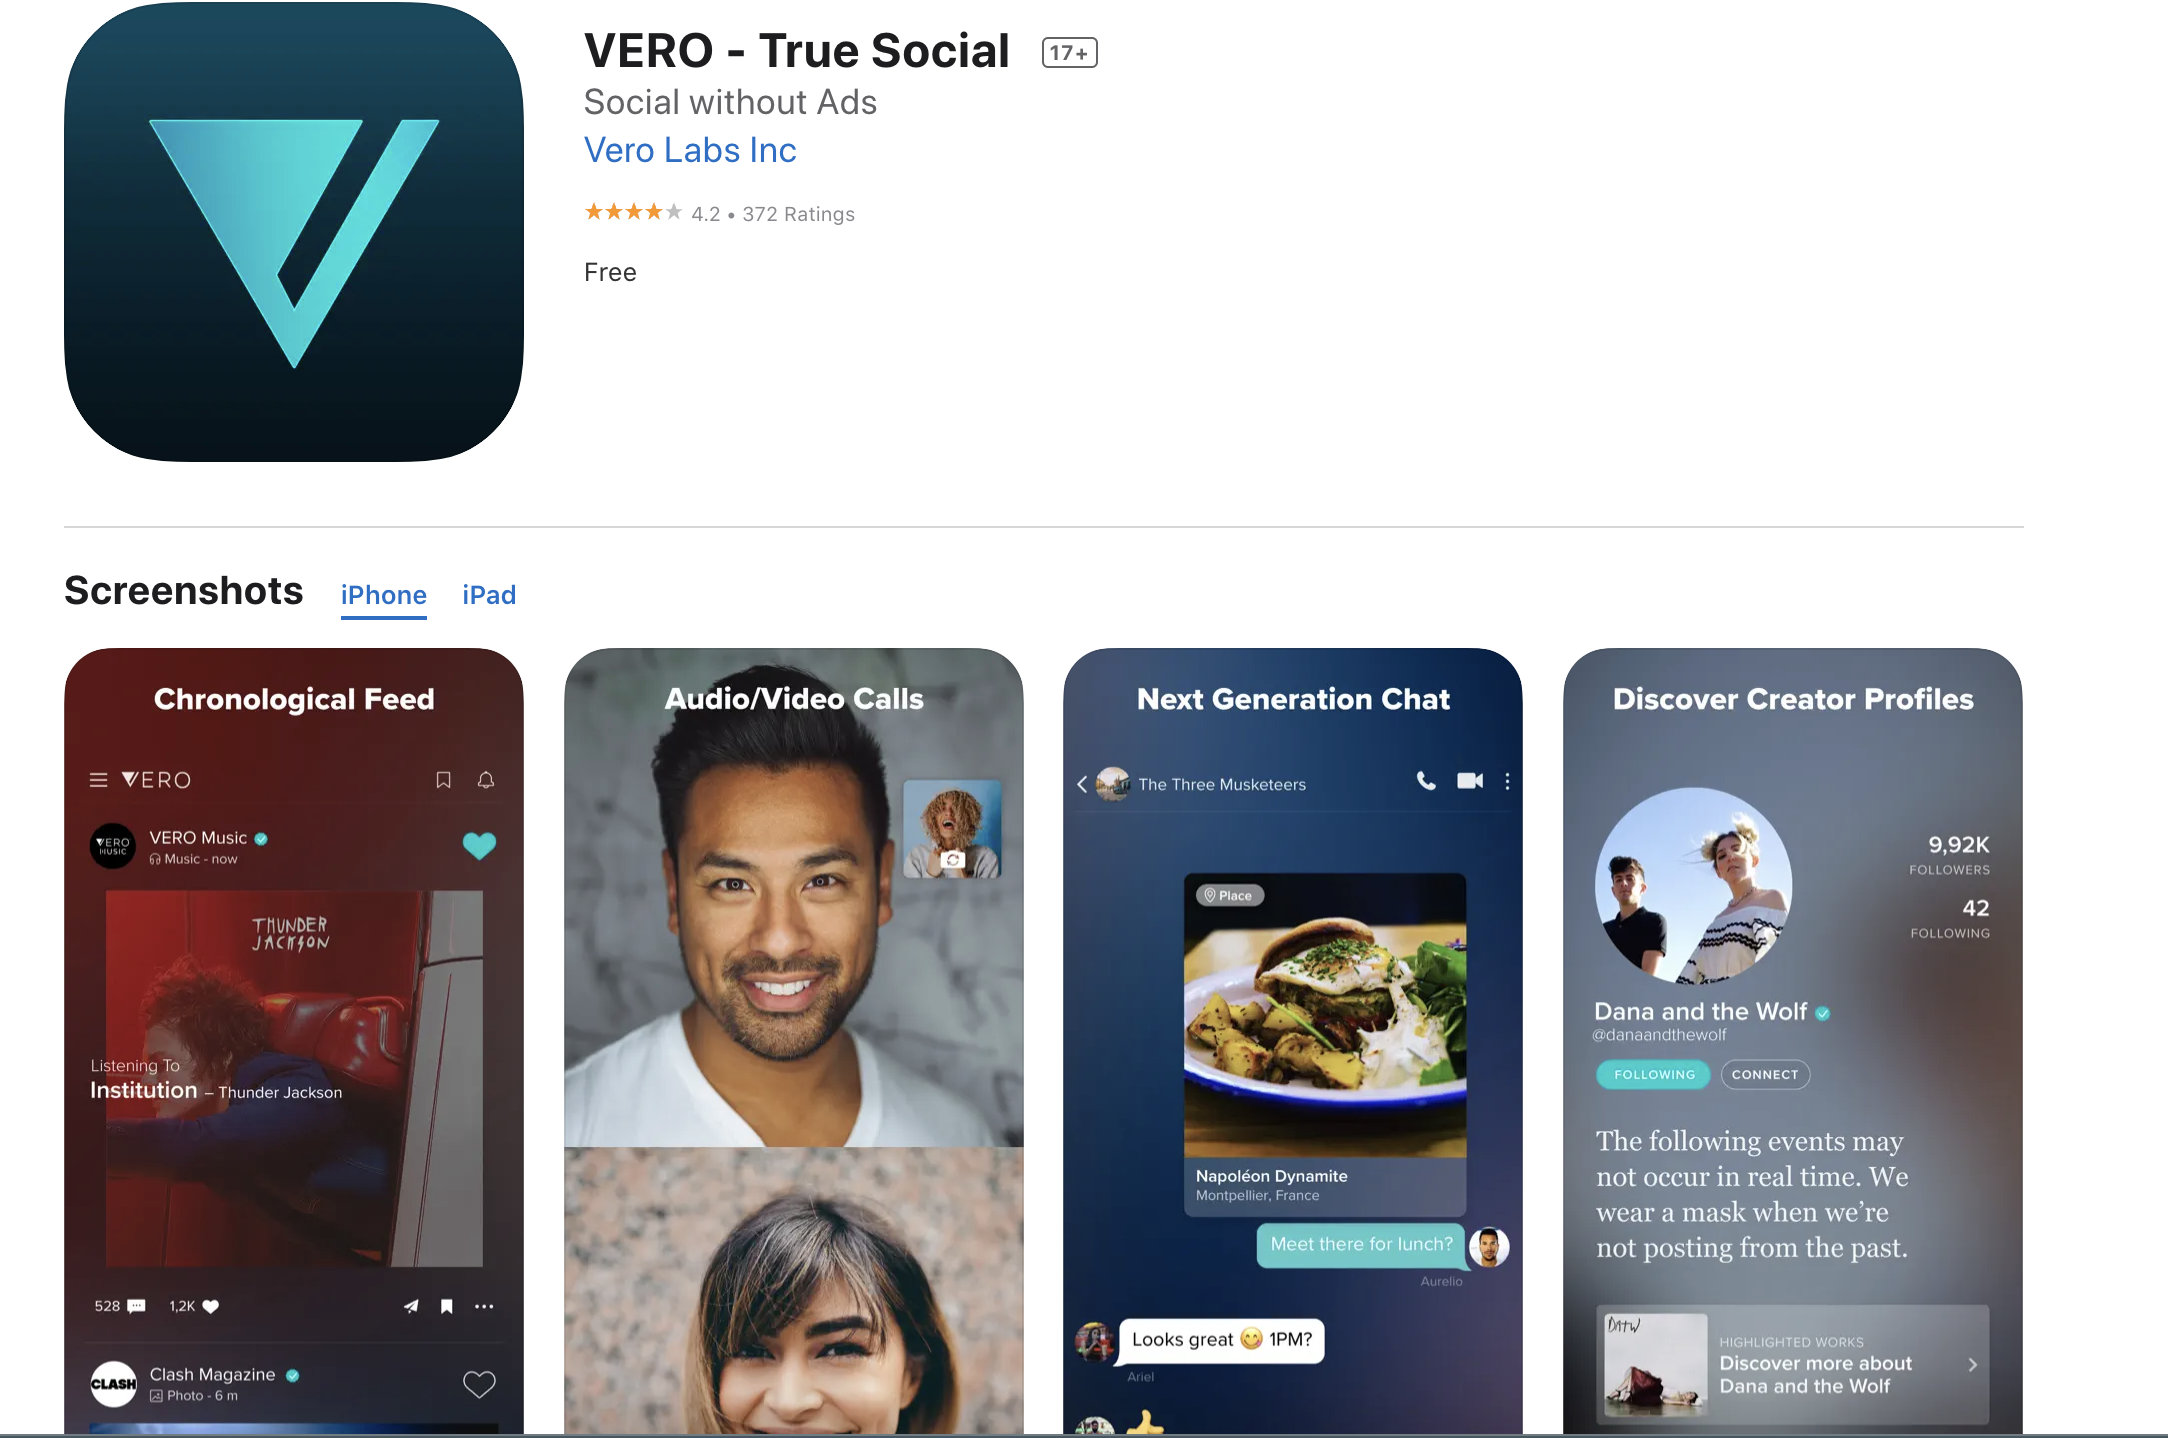 VERO - True Social 17+
Social without Ads
Vero Labs Inc
4.2 • 372 Ratings
Free
Screenshots iPhone iPad
Chronological Feed
VERO
VERO MUSIC
VERO Music
Music - now
THUNDER
JACKSON
Listening To
Institution – Thunder Jackson
528 1,2K
CLASH
Clash Magazine
Photo - 6 m
Audio/Video Calls
Next Generation Chat
The Three Musketeers
Place
Napoléon Dynamite
Montpellier, France
Meet there for lunch?
Aurelio
Looks great 😋 1PM?
Ariel
Discover Creator Profiles
9,92K
FOLLOWERS
42
FOLLOWING
Dana and the Wolf
@danaandthewolf
FOLLOWING CONNECT
The following events may
not occur in real time. We
wear a mask when we’re
not posting from the past.
DATW
HIGHLIGHTED WORKS
Discover more about
Dana and the Wolf